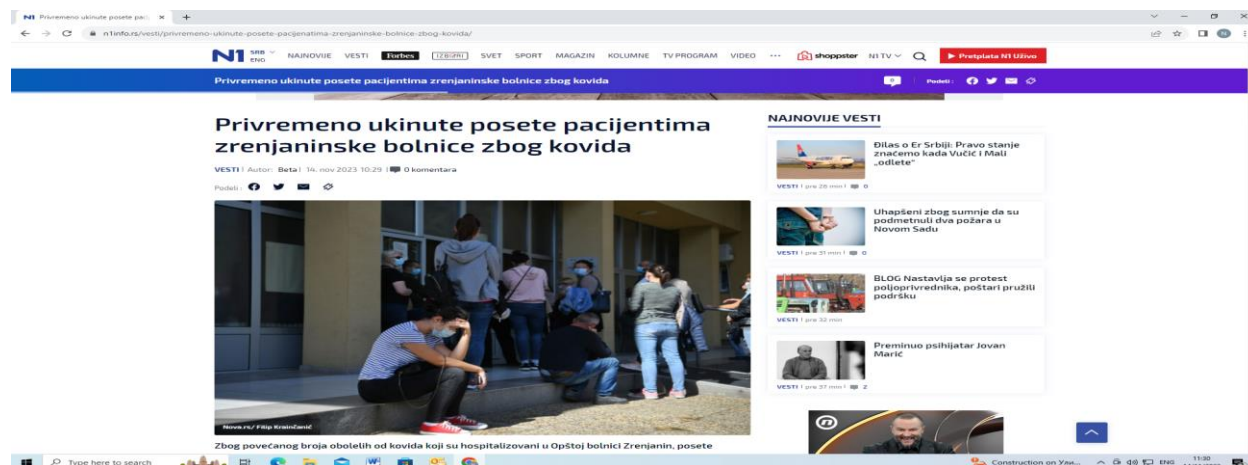 N1 Privremeno ukinute posete pac
n1info.rs/vesti/privremeno-ukinute-posete-pacijentima-zrenjaninske-bolnice-zbog-kovida/
N1 SRB ENG NAJNOVIJE VESTI Forbes IZBORI SVET SPORT MAGAZIN KOLUMNE TV PROGRAM VIDEO ... shoppster N1 TV Pretplata N1 Uživo
Privremeno ukinute posete pacijentima zrenjaninske bolnice zbog kovida
0 Podeli:
Privremeno ukinute posete pacijentima
zrenjaninske bolnice zbog kovida
VESTI | Autor: Beta | 14. nov 2023 10:29 | 0 komentara
Podeli:
Nova.rs/ Filip Krainčanić
Zbog povećanog broja obolelih od kovida koji su hospitalizovani u Opštoj bolnici Zrenjanin, posete
NAJNOVIJE VESTI
Đilas o Er Srbiji: Pravo stanje
znaćemo kada Vučić i Mali
„odlete“
VESTI | pre 28 min | 0
Uhapšeni zbog sumnje da su
podmetnuli dva požara u
Novom Sadu
VESTI | pre 31 min | 0
BLOG Nastavlja se protest
poljoprivrednika, poštari pružili
podršku
VESTI | pre 32 min
Preminuo psihijatar Jovan
Marić
VESTI | pre 37 min | 2
Type here to search
Construction on
ENG
11:30